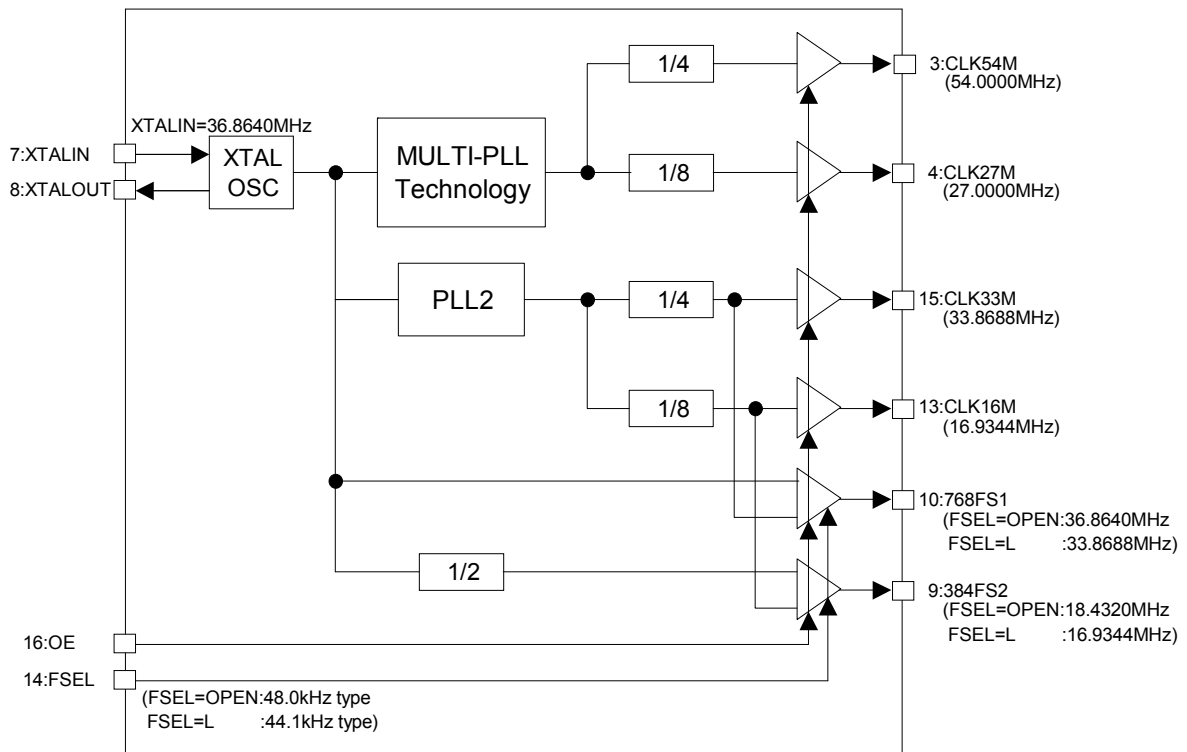 1/4
3:CLK54M
(54.0000MHz)
XTALIN=36.8640MHz
7:XTALIN
8:XTALOUT
XTAL
OSC
MULTI-PLL
Technology
1/8
4:CLK27M
(27.0000MHz)
PLL2
1/4
15:CLK33M
(33.8688MHz)
1/8
13:CLK16M
(16.9344MHz)
10:768FS1
(FSEL=OPEN:36.8640MHz
FSEL=L :33.8688MHz)
1/2
9:384FS2
(FSEL=OPEN:18.4320MHz
FSEL=L :16.9344MHz)
16:OE
14:FSEL
(FSEL=OPEN:48.0kHz type
FSEL=L :44.1kHz type)